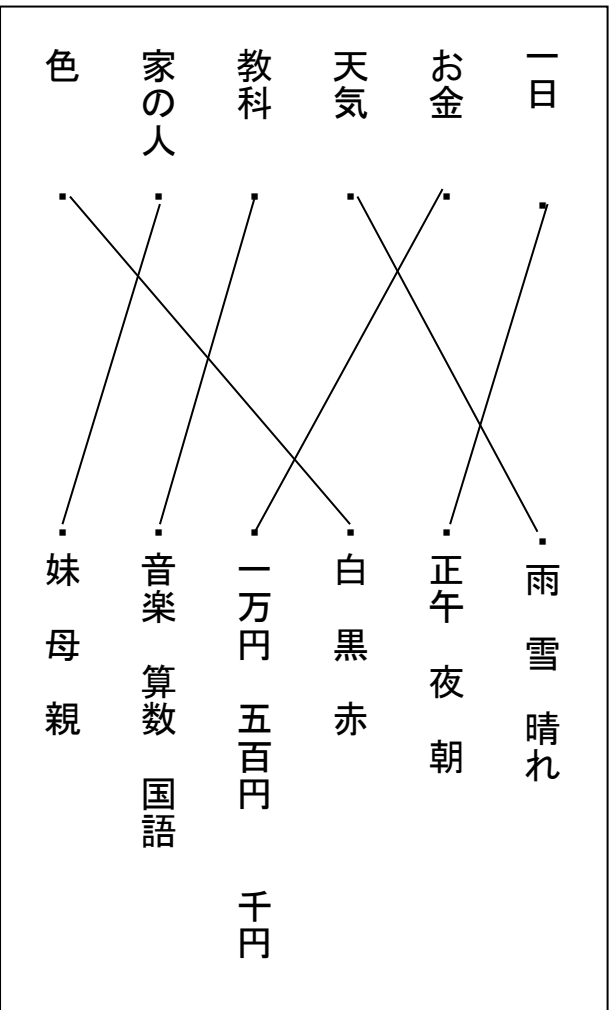 一日
お金
天気
教科
家の人
色
雨　雪　晴れ
正午　夜　朝
白　黒　赤
一万円　五百円　千円
音楽　算数　国語
妹　母　親